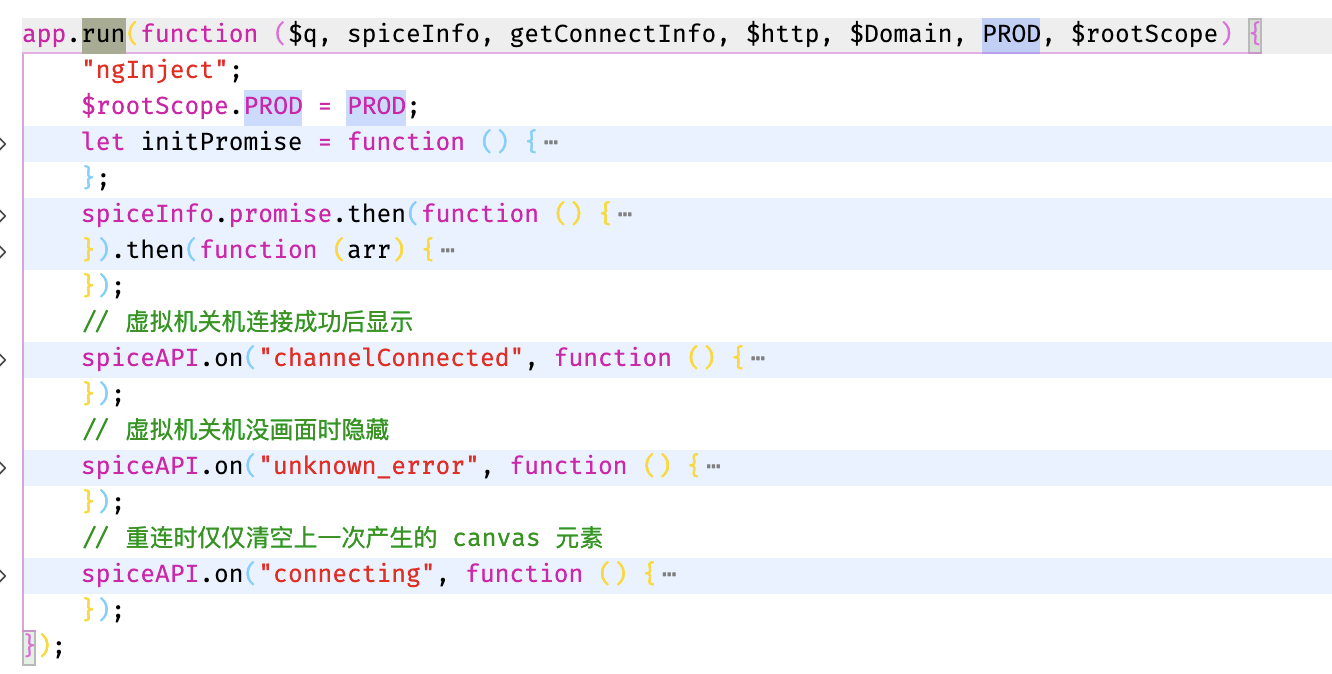 app.run(function ($q, spiceInfo, getConnectInfo, $http, $Domain, PROD, $rootScope) {
    "ngInject";
    $rootScope.PROD = PROD;
    let initPromise = function () {⋯
    };
    spiceInfo.promise.then(function () {⋯
    }).then(function (arr) {⋯
    });
    // 虚拟机关机连接成功后显示
    spiceAPI.on("channelConnected", function () {⋯
    });
    // 虚拟机关机没画面时隐藏
    spiceAPI.on("unknown_error", function () {⋯
    });
    // 重连时仅仅清空上一次产生的 canvas 元素
    spiceAPI.on("connecting", function () {⋯
    });
});